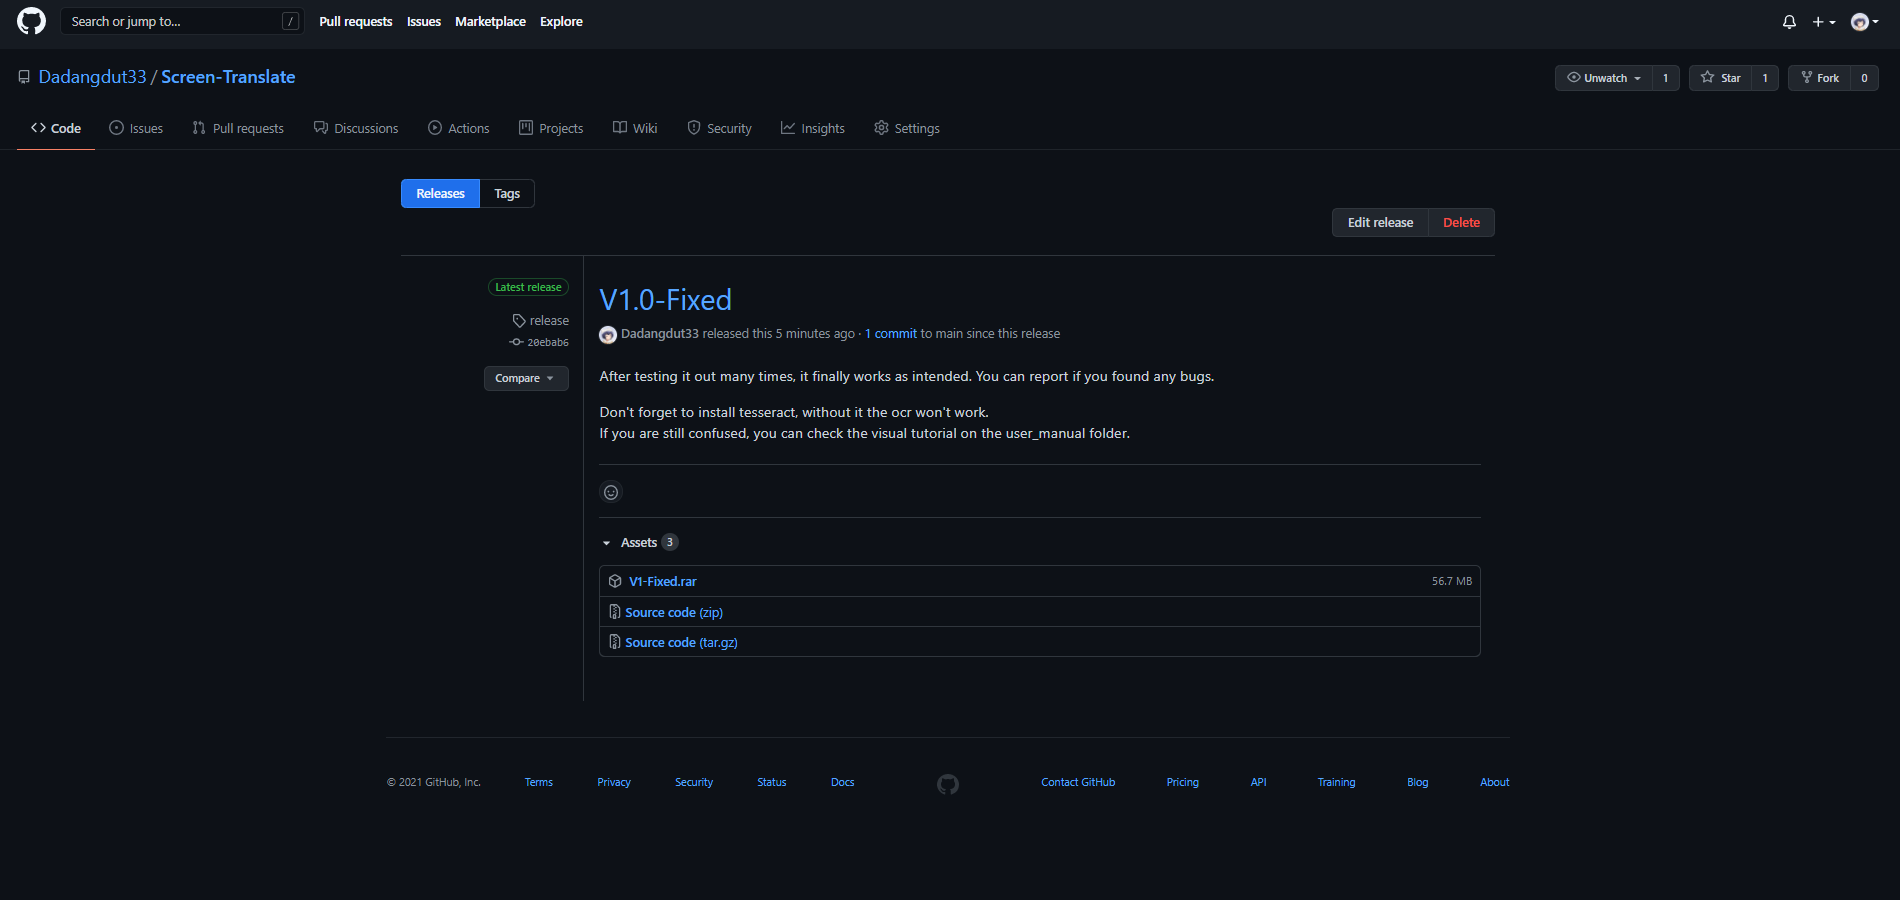 Search or jump to... / Pull requests Issues Marketplace Explore
Dadangdut33 / Screen-Translate Unwatch 1 Star 1 Fork 0
Code Issues Pull requests Discussions Actions Projects Wiki Security Insights Settings
Releases Tags
Edit release Delete
Latest release
release
20ebab6
Compare
V1.0-Fixed
Dadangdut33 released this 5 minutes ago · 1 commit to main since this release
After testing it out many times, it finally works as intended. You can report if you found any bugs.
Don't forget to install tesseract, without it the ocr won't work.
If you are still confused, you can check the visual tutorial on the user_manual folder.
Assets 3
V1-Fixed.rar 56.7 MB
Source code (zip)
Source code (tar.gz)
© 2021 GitHub, Inc. Terms Privacy Security Status Docs Contact GitHub Pricing API Training Blog About